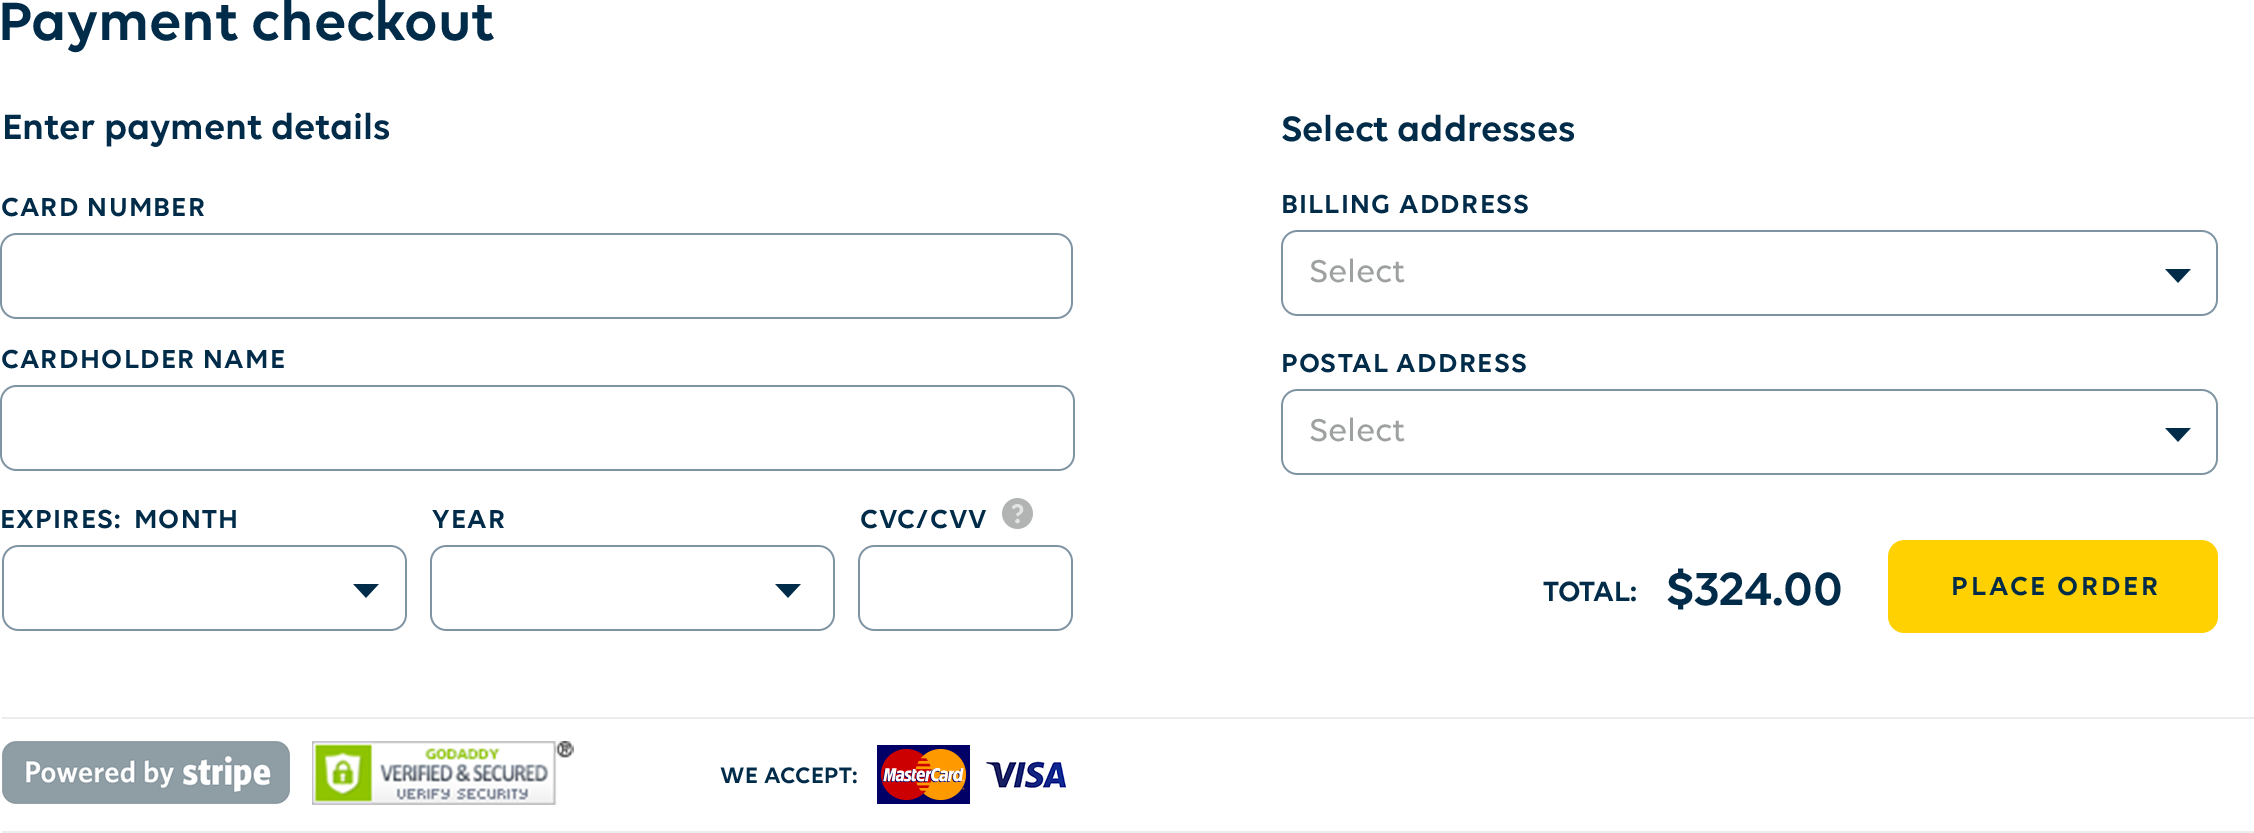 Payment checkout
Enter payment details
CARD NUMBER
CARDHOLDER NAME
EXPIRES: MONTH
YEAR
CVC/CVV ?
Select addresses
BILLING ADDRESS
Select
POSTAL ADDRESS
Select
TOTAL: $324.00
PLACE ORDER
Powered by stripe
GODADDY
VERIFIED & SECURED
VERIFY SECURITY
®
WE ACCEPT:
MasterCard
VISA